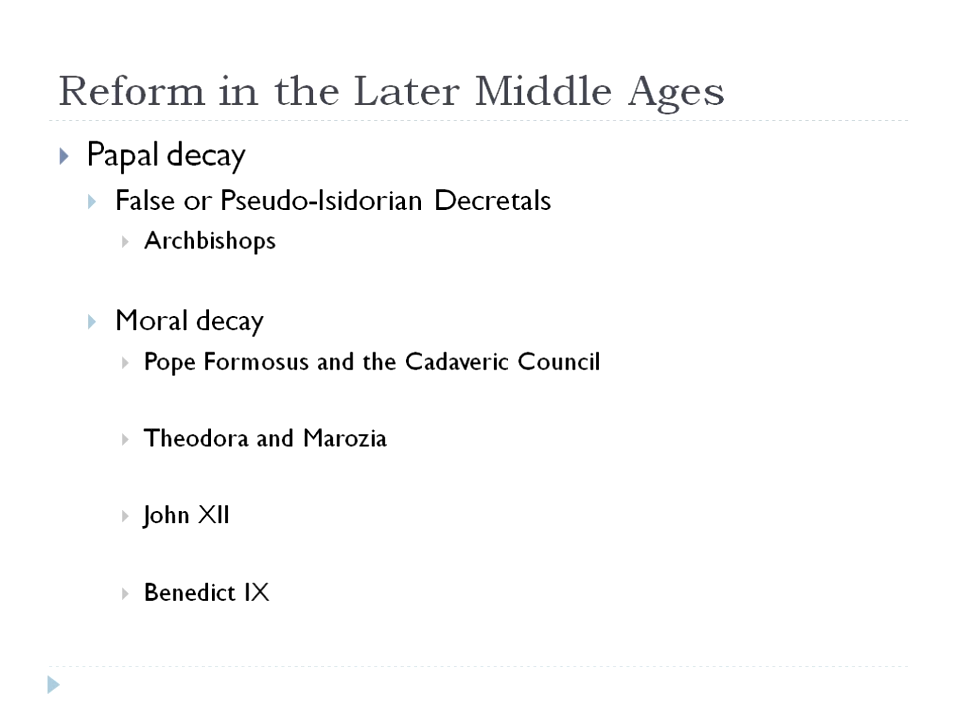 Reform in the Later Middle Ages
Papal decay
False or Pseudo-Isidorian Decretals
Archbishops
Moral decay
Pope Formosus and the Cadaveric Council
Theodora and Marozia
John XII
Benedict IX